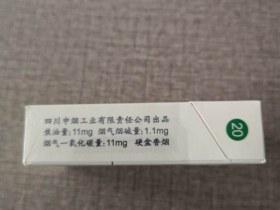 四川中烟工业有限责任公司出品
焦油量:11mg 烟气烟碱量:1.1mg
烟气一氧化碳量:11mg 硬盒香烟
20